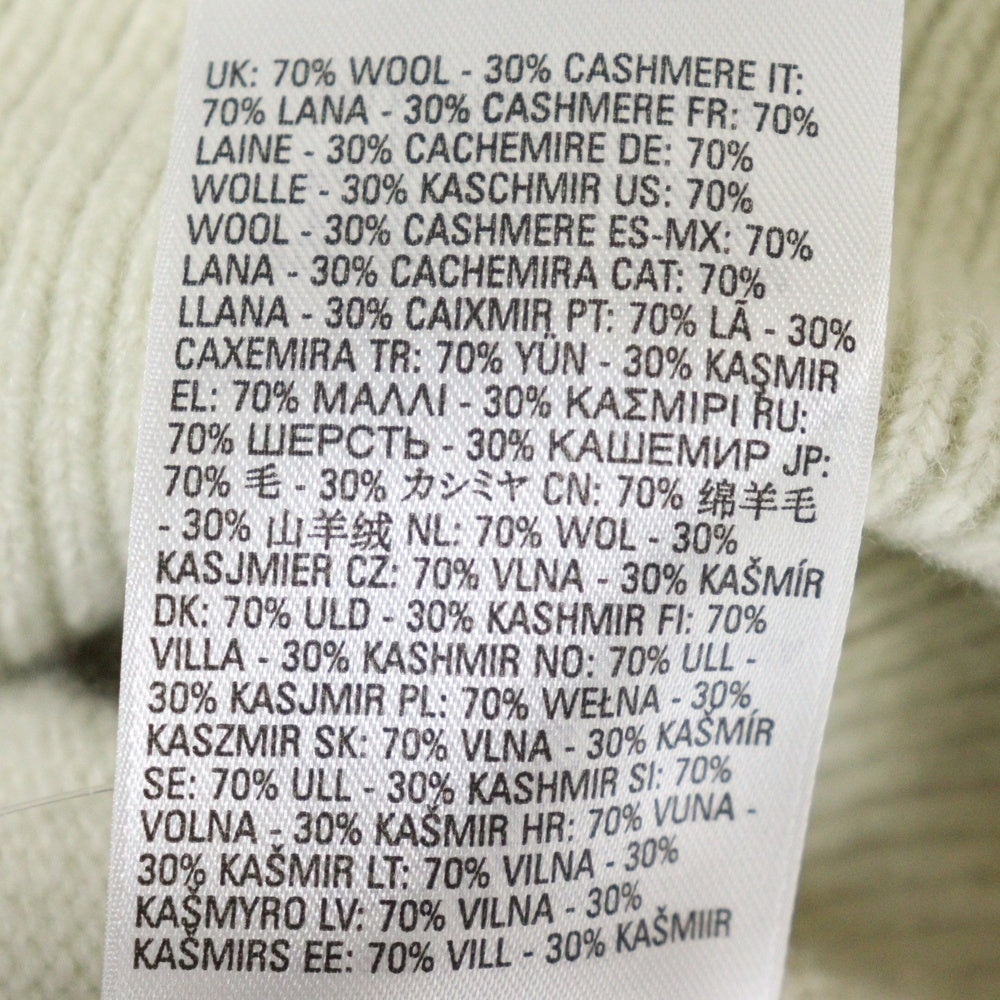 UK: 70% WOOL - 30% CASHMERE IT:
70% LANA - 30% CASHMERE FR: 70%
LAINE - 30% CACHEMIRE DE: 70%
WOLLE - 30% KASCHMIR US: 70%
WOOL - 30% CASHMERE ES-MX: 70%
LANA - 30% CACHEMIRA CAT: 70%
LLANA - 30% CAIXMIR PT: 70% LÃ - 30%
CAXEMIRA TR: 70% YÜN - 30% KAŞMIR
EL: 70% ΜΑΛΛΙ - 30% ΚΑΣΜΙΡΙ RU:
70% ШЕРСТЬ - 30% КАШЕМИР JP:
70% 毛 - 30% カシミヤ CN: 70% 绵羊毛
- 30% 山羊绒 NL: 70% WOL - 30%
KASJMIER CZ: 70% VLNA - 30% KAŠMÍR
DK: 70% ULD - 30% KASHMIR FI: 70%
VILLA - 30% KASHMIR NO: 70% ULL -
30% KASJMIR PL: 70% WEŁNA - 30%
KASZMIR SK: 70% VLNA - 30% KAŠMÍR
SE: 70% ULL - 30% KASHMIR SI: 70%
VOLNA - 30% KAŠMIR HR: 70% VUNA -
30% KAŠMIR LT: 70% VILNA - 30%
KAŠMYRO LV: 70% VILNA - 30%
KAŠMIRS EE: 70% VILL - 30% KAŠMIIR